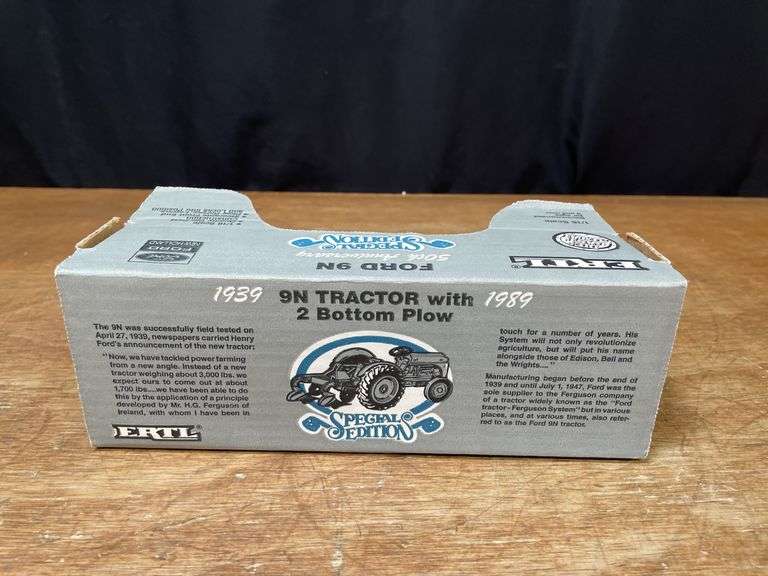 SPECIAL
EDITION
50th Anniversary
FORD 9N
FORD
NEW HOLLAND
Ford
ERTL
1939 9N TRACTOR with 1989
2 Bottom Plow
The 9N was successfully field tested on
April 27, 1939, newspapers carried Henry
Ford's announcement of the new tractor:
"Now, we have tackled power farming
from a new angle. Instead of a new
tractor weighing about 3,000 lbs. we
expect ours to come out at about
1,700 lbs.....we have been able to do
this by the application of a principle
developed by Mr. H.G. Ferguson of
Ireland, with whom I have been in
ERTL
SPECIAL
EDITION
touch for a number of years. His
System will not only revolutionize
agriculture, but will put his name
alongside those of Edison, Bell and
the Wrights...."
Manufacturing began before the end of
1939 and until July 1, 1947, Ford was the
sole supplier to the Ferguson company
of a tractor widely known as the "Ford
tractor-Ferguson System" but in various
places, and at various times, also refer-
red to as the Ford 9N tractor.